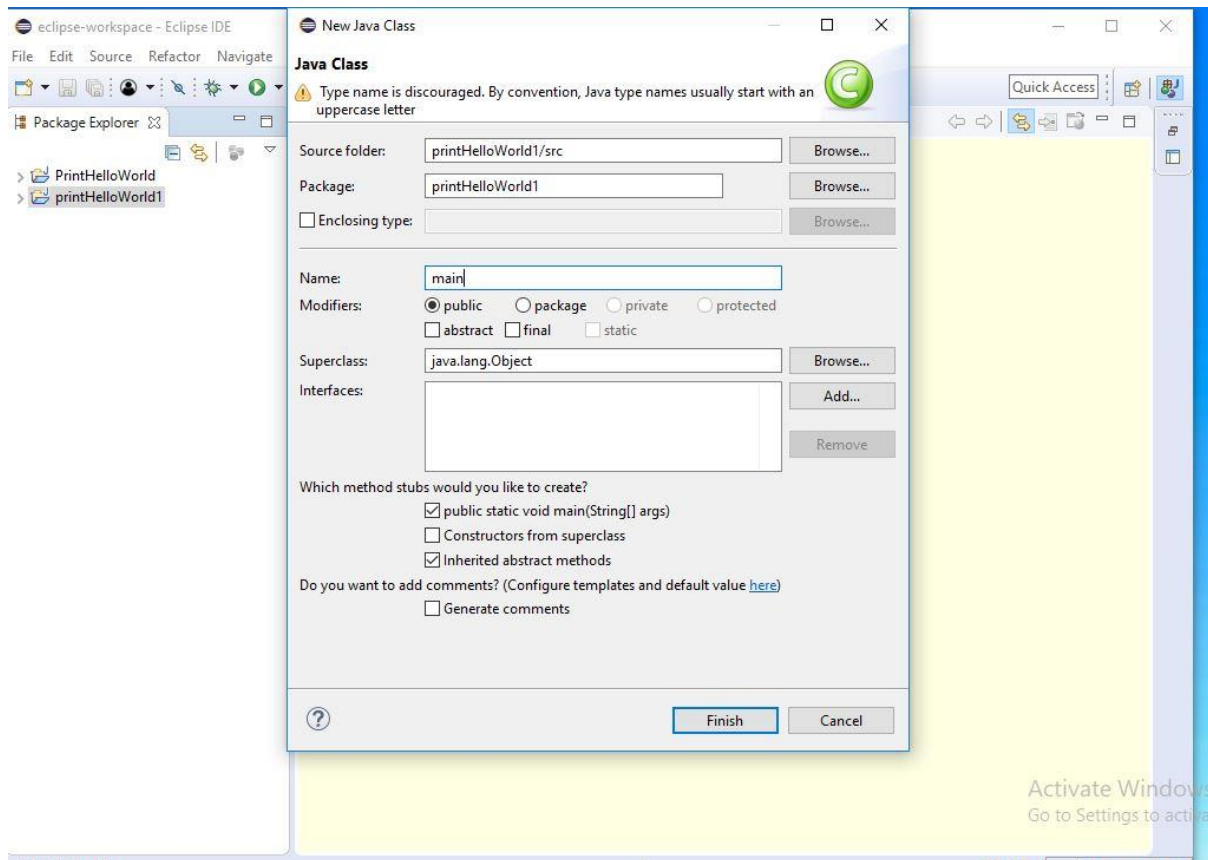 eclipse-workspace - Eclipse IDE
File Edit Source Refactor Navigate
Quick Access
Package Explorer
PrintHelloWorld
printHelloWorld1
New Java Class
Java Class
Type name is discouraged. By convention, Java type names usually start with an
uppercase letter
Source folder: printHelloWorld1/src Browse...
Package: printHelloWorld1 Browse...
Enclosing type: Browse...
Name: main
Modifiers: public package private protected
abstract final static
Superclass: java.lang.Object Browse...
Interfaces: Add...
Remove
Which method stubs would you like to create?
public static void main(String[] args)
Constructors from superclass
Inherited abstract methods
Do you want to add comments? (Configure templates and default value here)
Generate comments
? Finish Cancel
Activate Windows
Go to Settings to activa